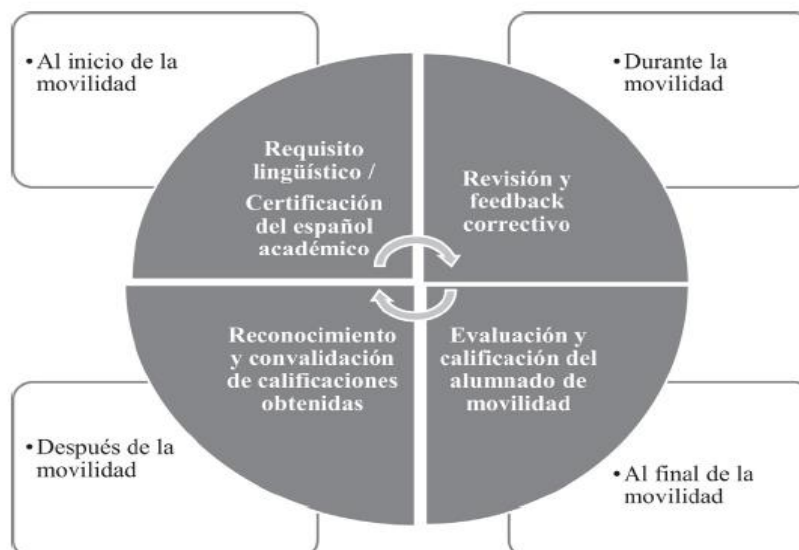 •Al inicio de la
movilidad
•Durante la
movilidad
Requisito
lingüístico /
Certificación
del español
académico
Revisión y
feedback
correctivo
Reconocimiento
y convalidación
de calificaciones
obtenidas
Evaluación y
calificación del
alumnado de
movilidad
•Después de la
movilidad
•Al final de la
movilidad